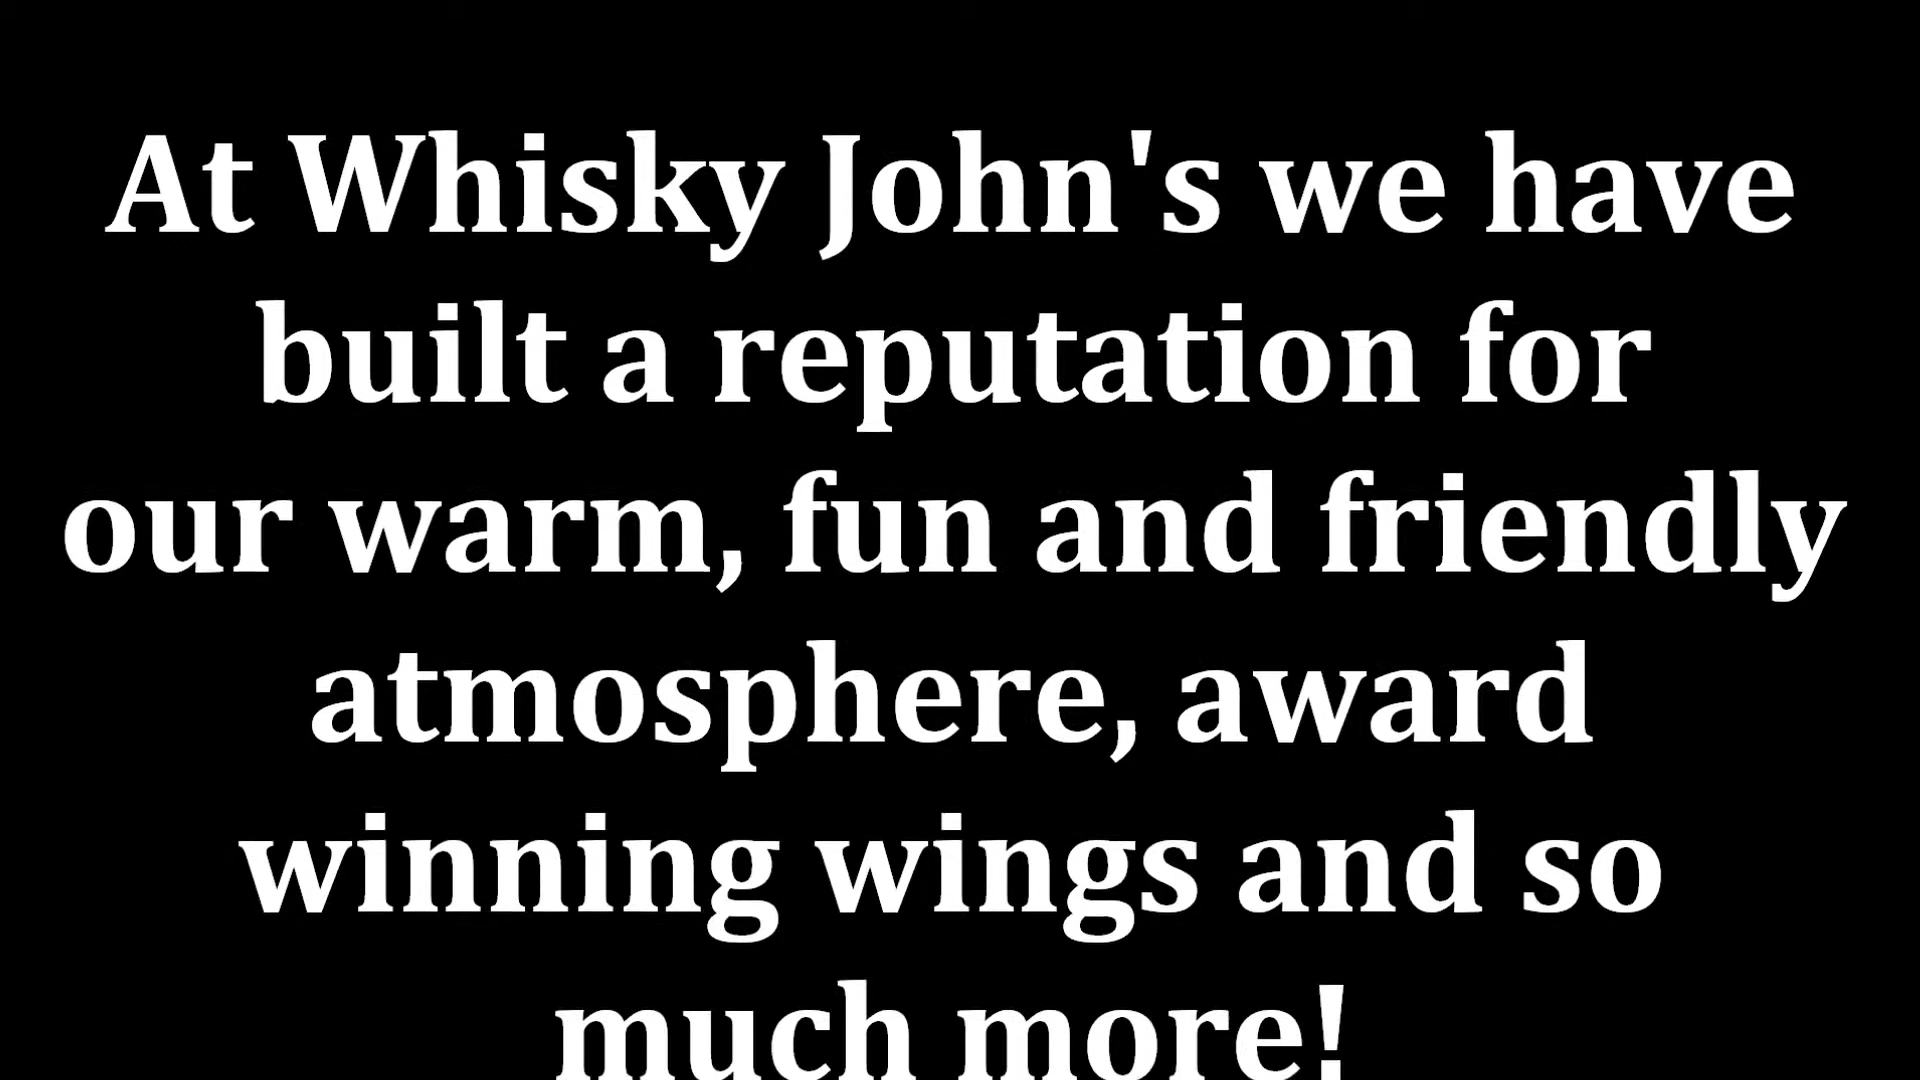 At Whisky John's we have
built a reputation for
our warm, fun and friendly
atmosphere, award
winning wings and so
much more!